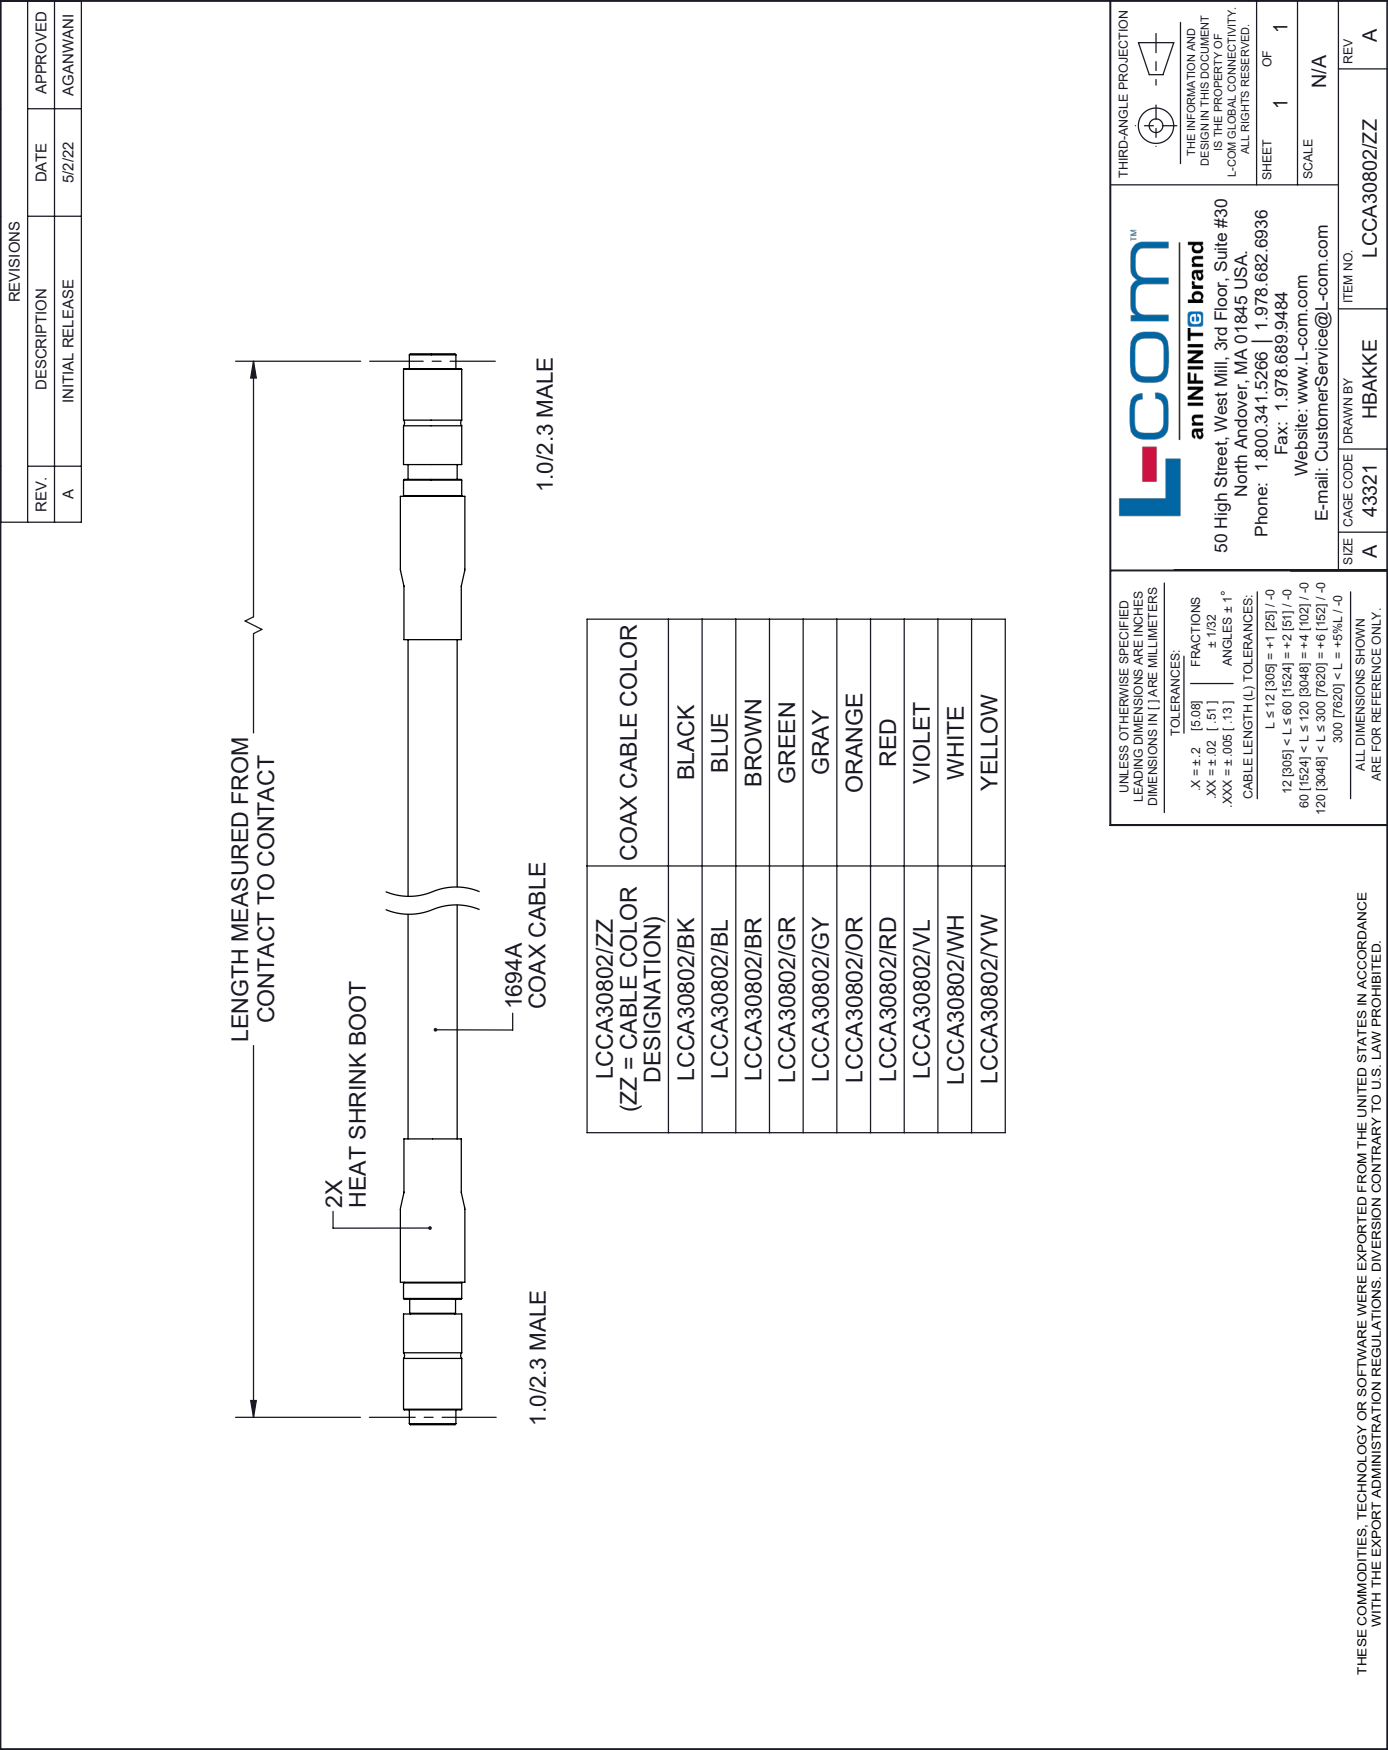 REVISIONS
REV. DESCRIPTION DATE APPROVED
A INITIAL RELEASE 5/2/22 AGANWANI
LENGTH MEASURED FROM
CONTACT TO CONTACT
2X
HEAT SHRINK BOOT
1694A
COAX CABLE
1.0/2.3 MALE
1.0/2.3 MALE
LCCA30802/ZZ
(ZZ = CABLE COLOR
DESIGNATION)
COAX CABLE COLOR
LCCA30802/BK BLACK
LCCA30802/BL BLUE
LCCA30802/BR BROWN
LCCA30802/GR GREEN
LCCA30802/GY GRAY
LCCA30802/OR ORANGE
LCCA30802/RD RED
LCCA30802/VL VIOLET
LCCA30802/WH WHITE
LCCA30802/YW YELLOW
UNLESS OTHERWISE SPECIFIED
LEADING DIMENSIONS ARE INCHES
DIMENSIONS IN [ ] ARE MILLIMETERS
TOLERANCES:
.X = ±.2 [5.08] FRACTIONS
.XX = ±.02 [ .51 ] ± 1/32
.XXX = ± .005 [ .13 ] ANGLES ± 1°
CABLE LENGTH (L) TOLERANCES:
L ≤ 12 [305] = +1 [25] / -0
12 [305] < L ≤ 60 [1524] = +2 [51] / -0
60 [1524] < L ≤ 120 [3048] = +4 [102] / -0
120 [3048] < L ≤ 300 [7620] = +6 [152] / -0
300 [7620] < L = +5%L / -0
ALL DIMENSIONS SHOWN
ARE FOR REFERENCE ONLY.
L-com™
an INFINITe brand
50 High Street, West Mill, 3rd Floor, Suite #30
North Andover, MA 01845 USA.
Phone: 1.800.341.5266 | 1.978.682.6936
Fax: 1.978.689.9484
Website: www.L-com.com
E-mail: CustomerService@L-com.com
THIRD-ANGLE PROJECTION
THE INFORMATION AND
DESIGN IN THIS DOCUMENT
IS THE PROPERTY OF
L-COM GLOBAL CONNECTIVITY.
ALL RIGHTS RESERVED.
SHEET 1 OF 1
SCALE N/A
SIZE A
CAGE CODE 43321
DRAWN BY HBAKKE
ITEM NO. LCCA30802/ZZ
REV A
THESE COMMODITIES, TECHNOLOGY OR SOFTWARE WERE EXPORTED FROM THE UNITED STATES IN ACCORDANCE
WITH THE EXPORT ADMINISTRATION REGULATIONS. DIVERSION CONTRARY TO U.S. LAW PROHIBITED.